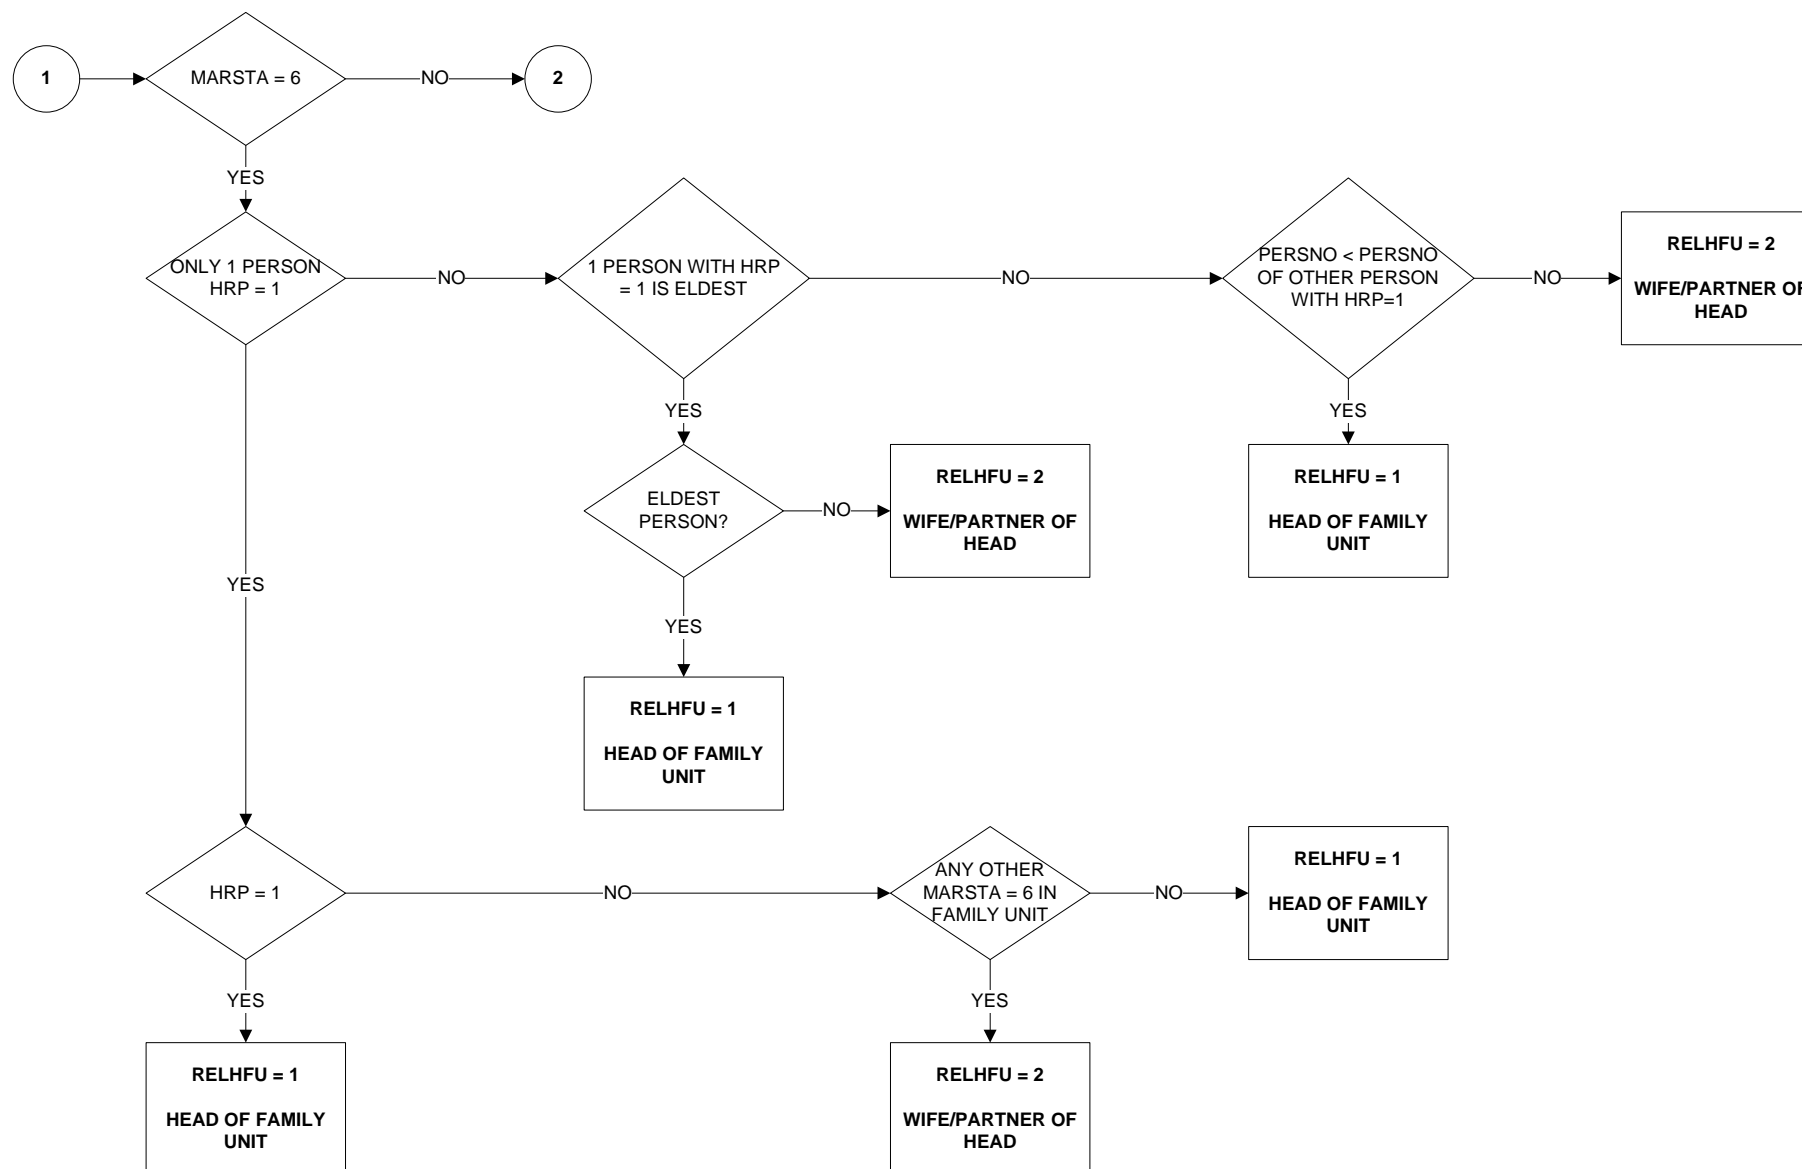 1
MARSTA = 6
NO
2
YES
ONLY 1 PERSON
HRP = 1
NO
1 PERSON WITH HRP
= 1 IS ELDEST
NO
PERSNO < PERSNO
OF OTHER PERSON
WITH HRP=1
NO
RELHFU = 2
WIFE/PARTNER OF
HEAD
YES
ELDEST
PERSON?
NO
RELHFU = 2
WIFE/PARTNER OF
HEAD
YES
RELHFU = 1
HEAD OF FAMILY
UNIT
YES
RELHFU = 1
HEAD OF FAMILY
UNIT
YES
HRP = 1
NO
ANY OTHER
MARSTA = 6 IN
FAMILY UNIT
NO
RELHFU = 1
HEAD OF FAMILY
UNIT
YES
RELHFU = 1
HEAD OF FAMILY
UNIT
YES
RELHFU = 2
WIFE/PARTNER OF
HEAD